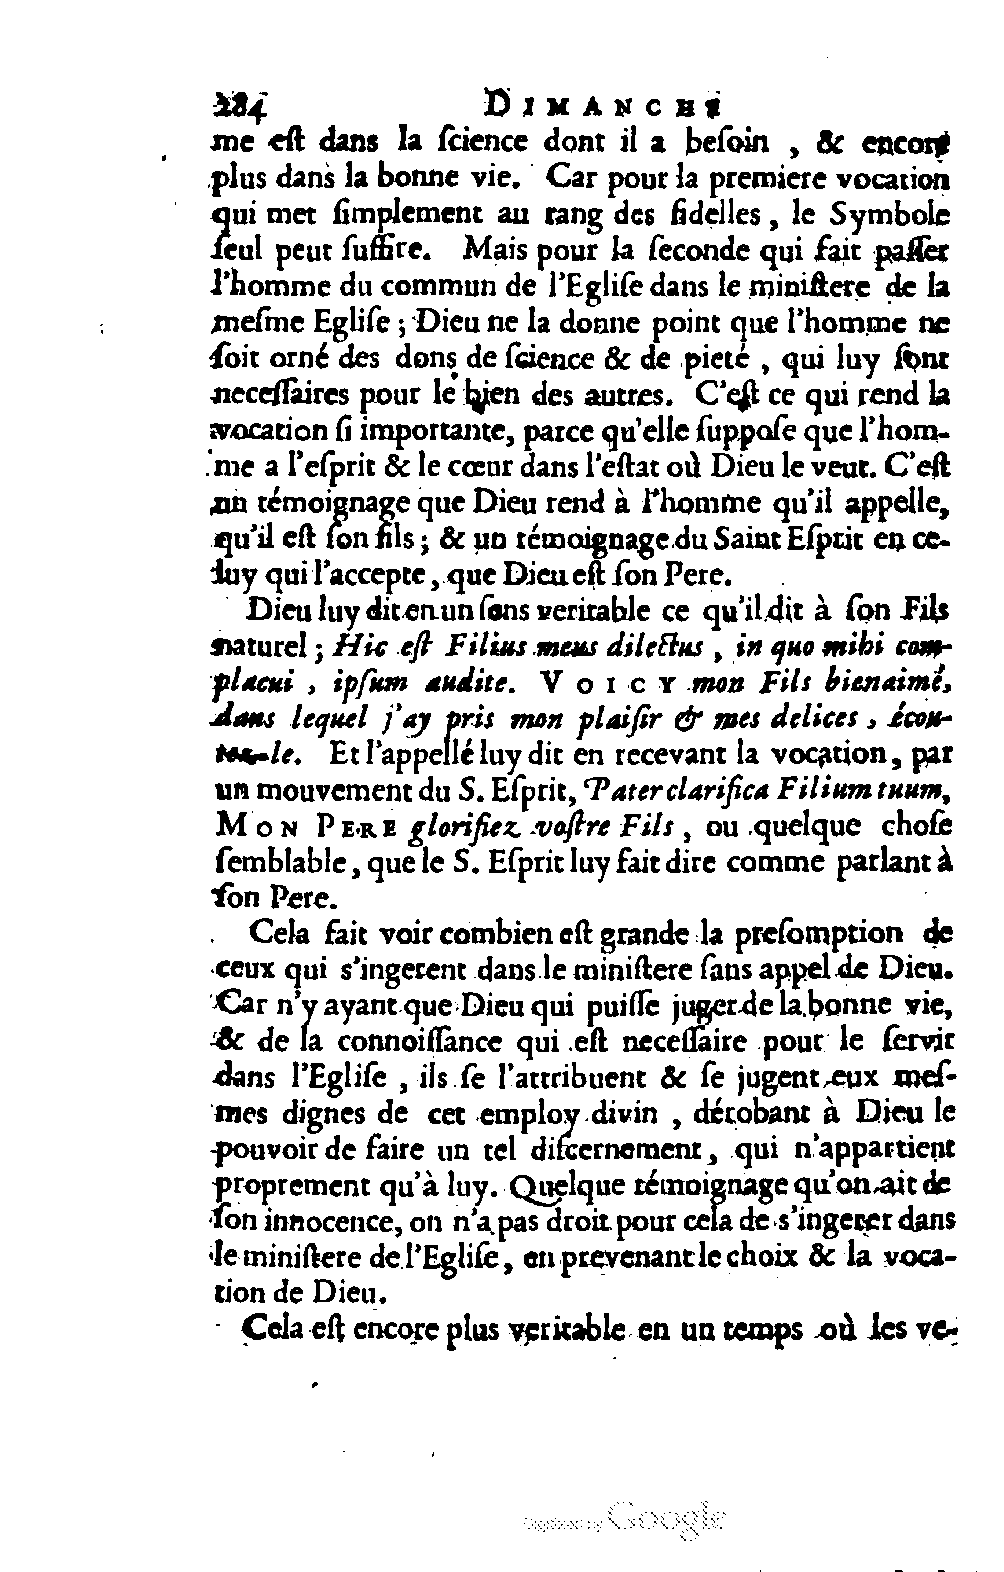 284 DIMANCHE
me eſt dans la ſcience dont il a beſoin , & encore
plus dans la bonne vie. Car pour la premiere vocation
qui met ſimplement au rang des fidelles, le Symbole
ſeul peut ſuffire. Mais pour la ſeconde qui fait paſſer
l'homme du commun de l'Egliſe dans le miniſtere de la
meſme Egliſe ; Dieu ne la donne point que l'homme ne
ſoit orné des dons de ſcience & de pieté , qui luy ſont
neceſſaires pour le bien des autres. C'eſt ce qui rend la
vocation ſi importante, parce qu'elle ſuppoſe que l'hom-
me a l'eſprit & le cœur dans l'eſtat où Dieu le veut. C'eſt
un témoignage que Dieu rend à l'homme qu'il appelle,
qu'il eſt ſon fils ; & un témoignage du Saint Eſprit en ce-
luy qui l'accepte, que Dieu eſt ſon Pere.
Dieu luy dit en un ſens veritable ce qu'il dit à ſon Fils
naturel ; Hic eſt Filius meus dilectus , in quo mihi com-
placui , ipſum audite. VOICY mon Fils bienaimé,
dans lequel j'ay pris mon plaiſir & mes delices , écou-
tez-le. Et l'appellé luy dit en recevant la vocation, par
un mouvement du S. Eſprit, Pater clarifica Filium tuum,
MON PERE glorifiez voſtre Fils , ou quelque choſe
ſemblable, que le S. Eſprit luy fait dire comme parlant à
ſon Pere.
Cela fait voir combien eſt grande la preſomption de
ceux qui s'ingerent dans le miniſtere ſans appel de Dieu.
Car n'y ayant que Dieu qui puiſſe juger de la bonne vie,
& de la connoiſſance qui eſt neceſſaire pour le ſervir
dans l'Egliſe , ils ſe l'attribuent & ſe jugent eux meſ-
mes dignes de cet employ divin , dérobant à Dieu le
pouvoir de faire un tel diſcernement, qui n'appartient
proprement qu'à luy. Quelque témoignage qu'on ait de
ſon innocence, on n'a pas droit pour cela de s'ingerer dans
le miniſtere de l'Egliſe, en prevenant le choix & la voca-
tion de Dieu.
Cela eſt encore plus veritable en un temps où les ve-
Digitized by Google